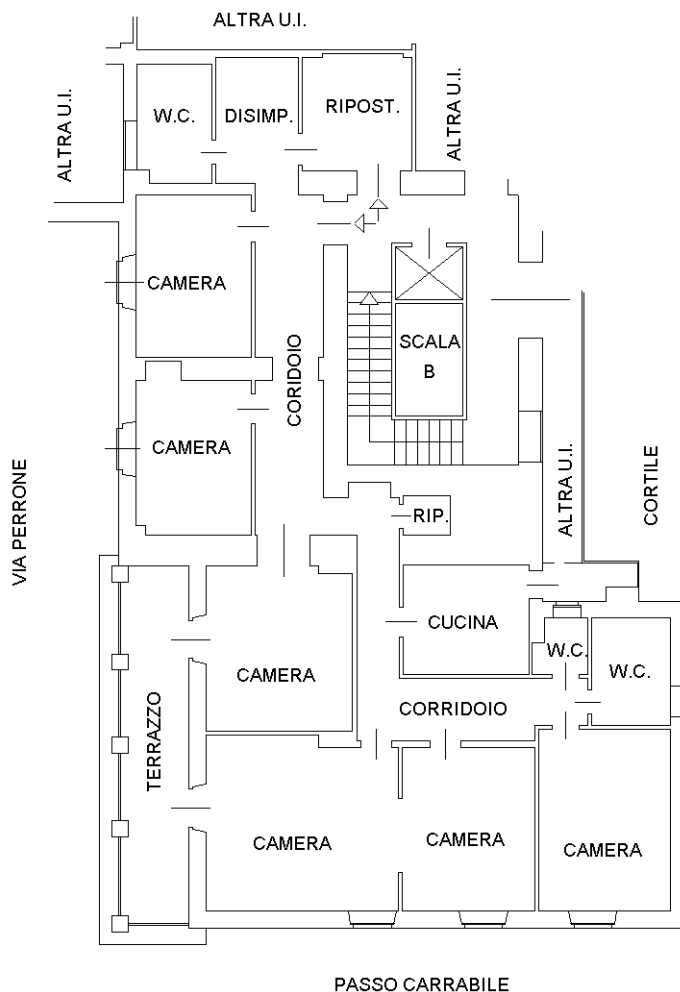 ALTRA U.I.
ALTRA U.I.
W.C.
DISIMP.
RIPOST.
ALTRA U.I.
CAMERA
CORIDOIO
SCALA
B
CAMERA
VIA PERRONE
RIP.
ALTRA U.I.
CORTILE
CUCINA
W.C.
W.C.
CAMERA
TERRAZZO
CORRIDOIO
CAMERA
CAMERA
CAMERA
PASSO CARRABILE